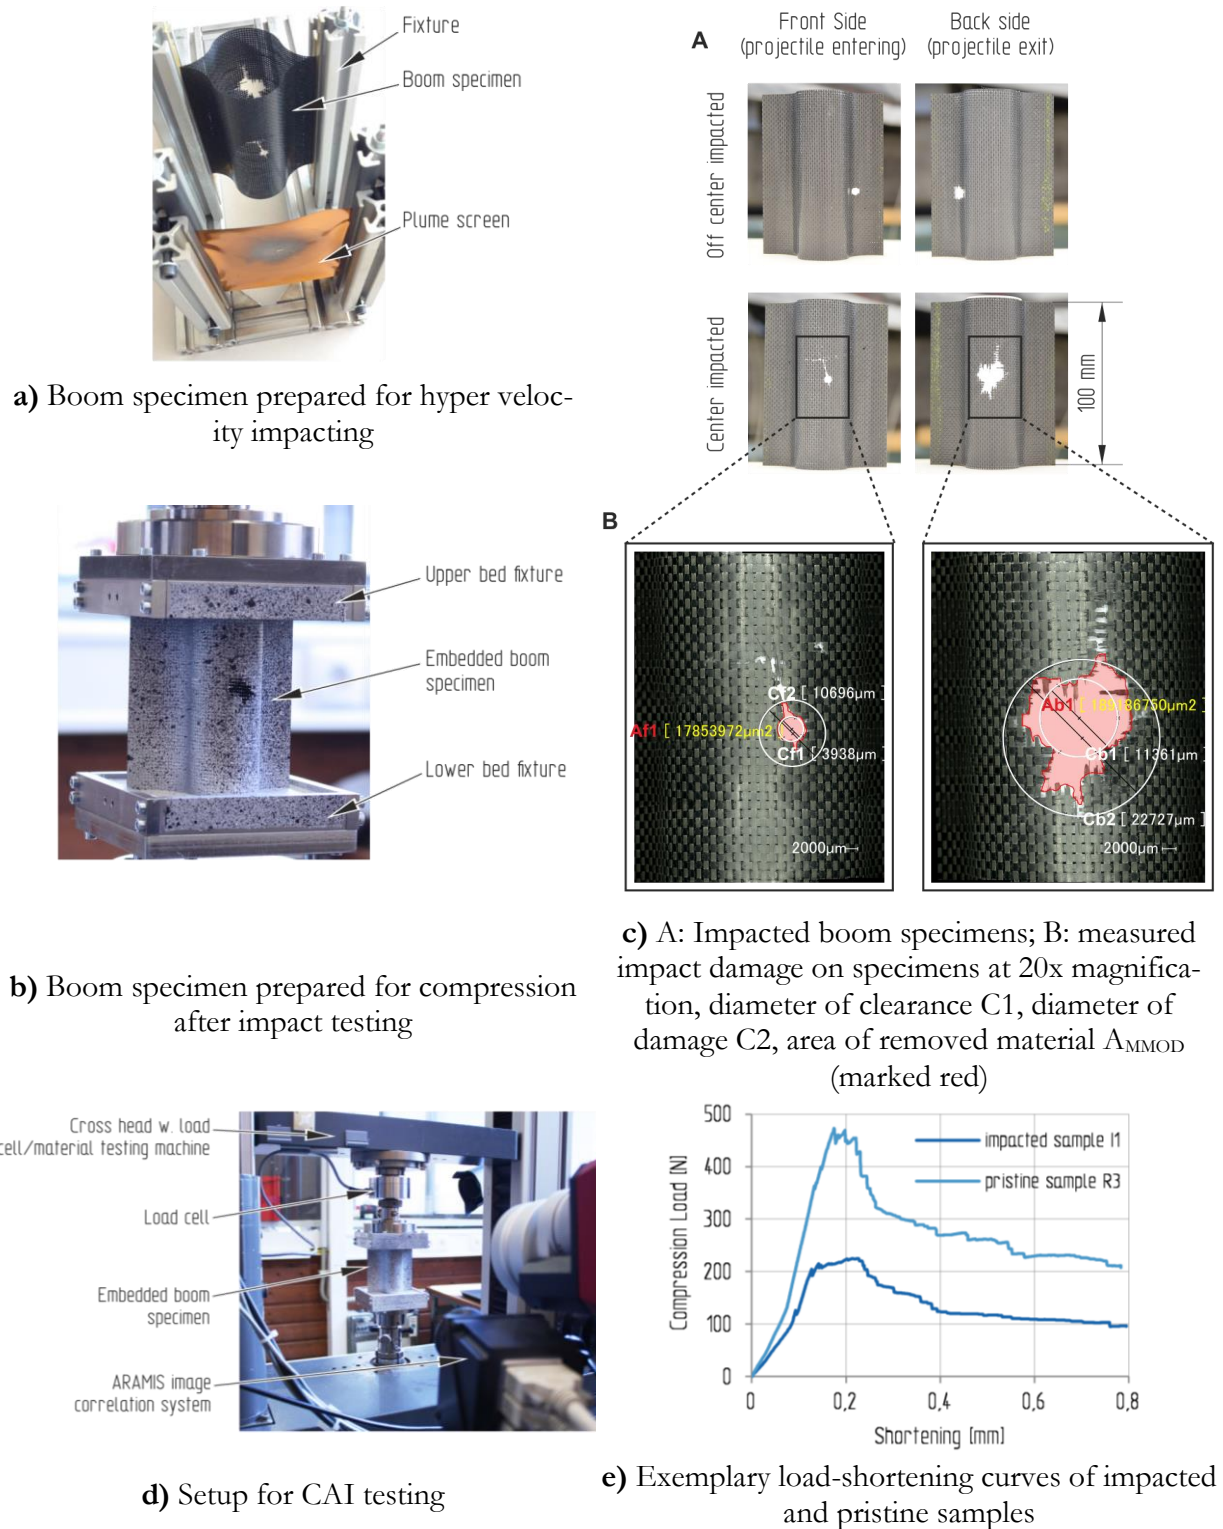 Fixture
Boom specimen
Plume screen
a) Boom specimen prepared for hyper veloc-
ity impacting
Upper bed fixture
Embedded boom
specimen
Lower bed fixture
b) Boom specimen prepared for compression
after impact testing
A
Front Side
(projectile entering)
Back side
(projectile exit)
Off center impacted
Center impacted
100 mm
B
Cf2 [ 10696µm ]
Af1 [ 17853972µm2 ]
Cf1 [ 3938µm ]
2000µm
Ab1 [ 189186750µm2 ]
Cb1 [ 11361µm ]
Cb2 [ 22727µm ]
2000µm
c) A: Impacted boom specimens; B: measured
impact damage on specimens at 20x magnifica-
tion, diameter of clearance C1, diameter of
damage C2, area of removed material AMMOD
(marked red)
Cross head w. load
cell/material testing machine
Load cell
Embedded boom
specimen
ARAMIS image
correlation system
d) Setup for CAI testing
500
400
300
200
100
0
Compression Load [N]
impacted sample I1
pristine sample R3
0
0,2
0,4
0,6
0,8
Shortening [mm]
e) Exemplary load-shortening curves of impacted
and pristine samples